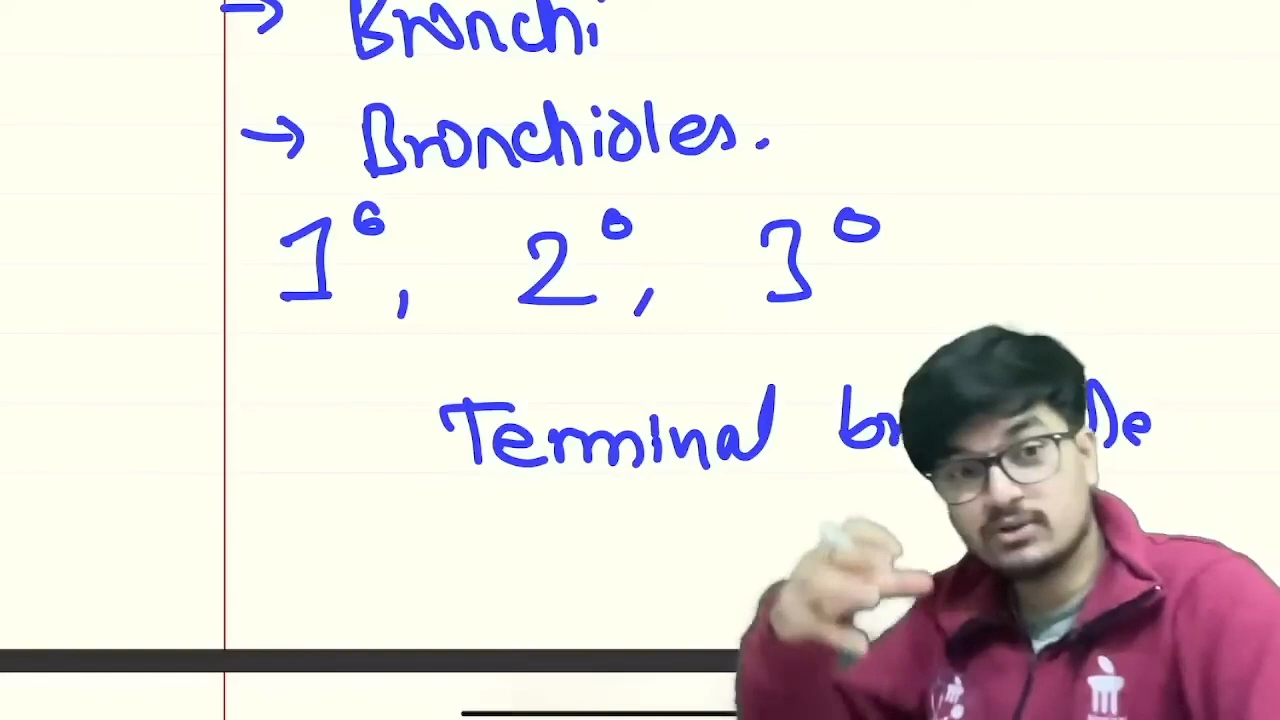 → Bronchi
→ Bronchioles.
1°, 2°, 3°
Terminal